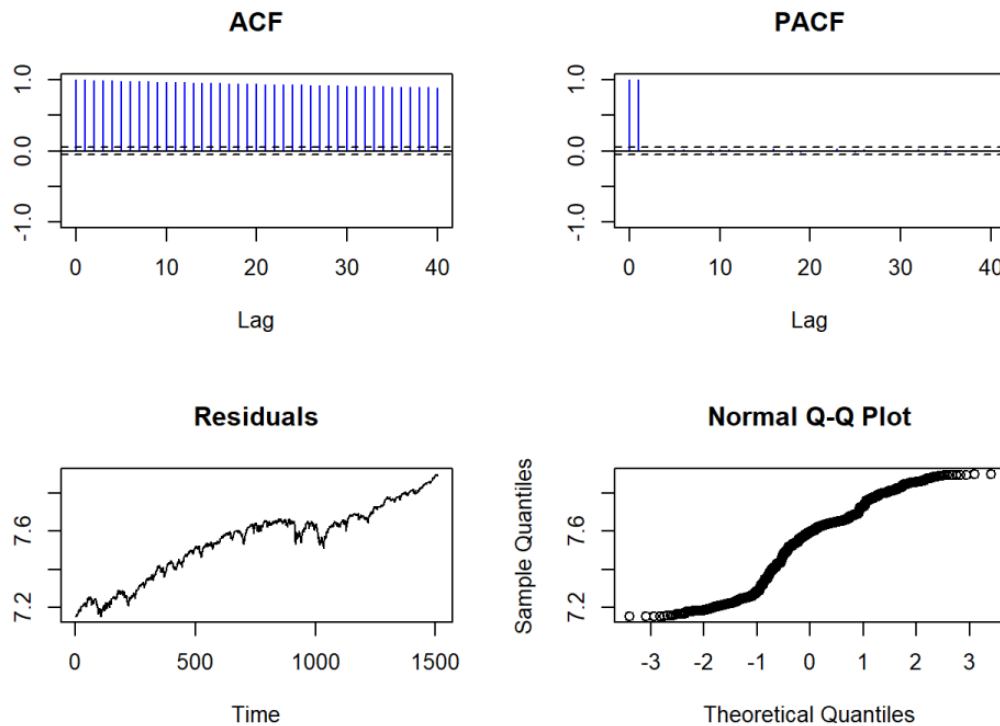 ACF
1.0
0.0
-1.0
0 10 20 30 40
Lag
PACF
1.0
0.0
-1.0
0 10 20 30 40
Lag
Residuals
7.6
7.2
0 500 1000 1500
Time
Normal Q-Q Plot
Sample Quantiles
7.6
7.2
-3 -2 -1 0 1 2 3
Theoretical Quantiles